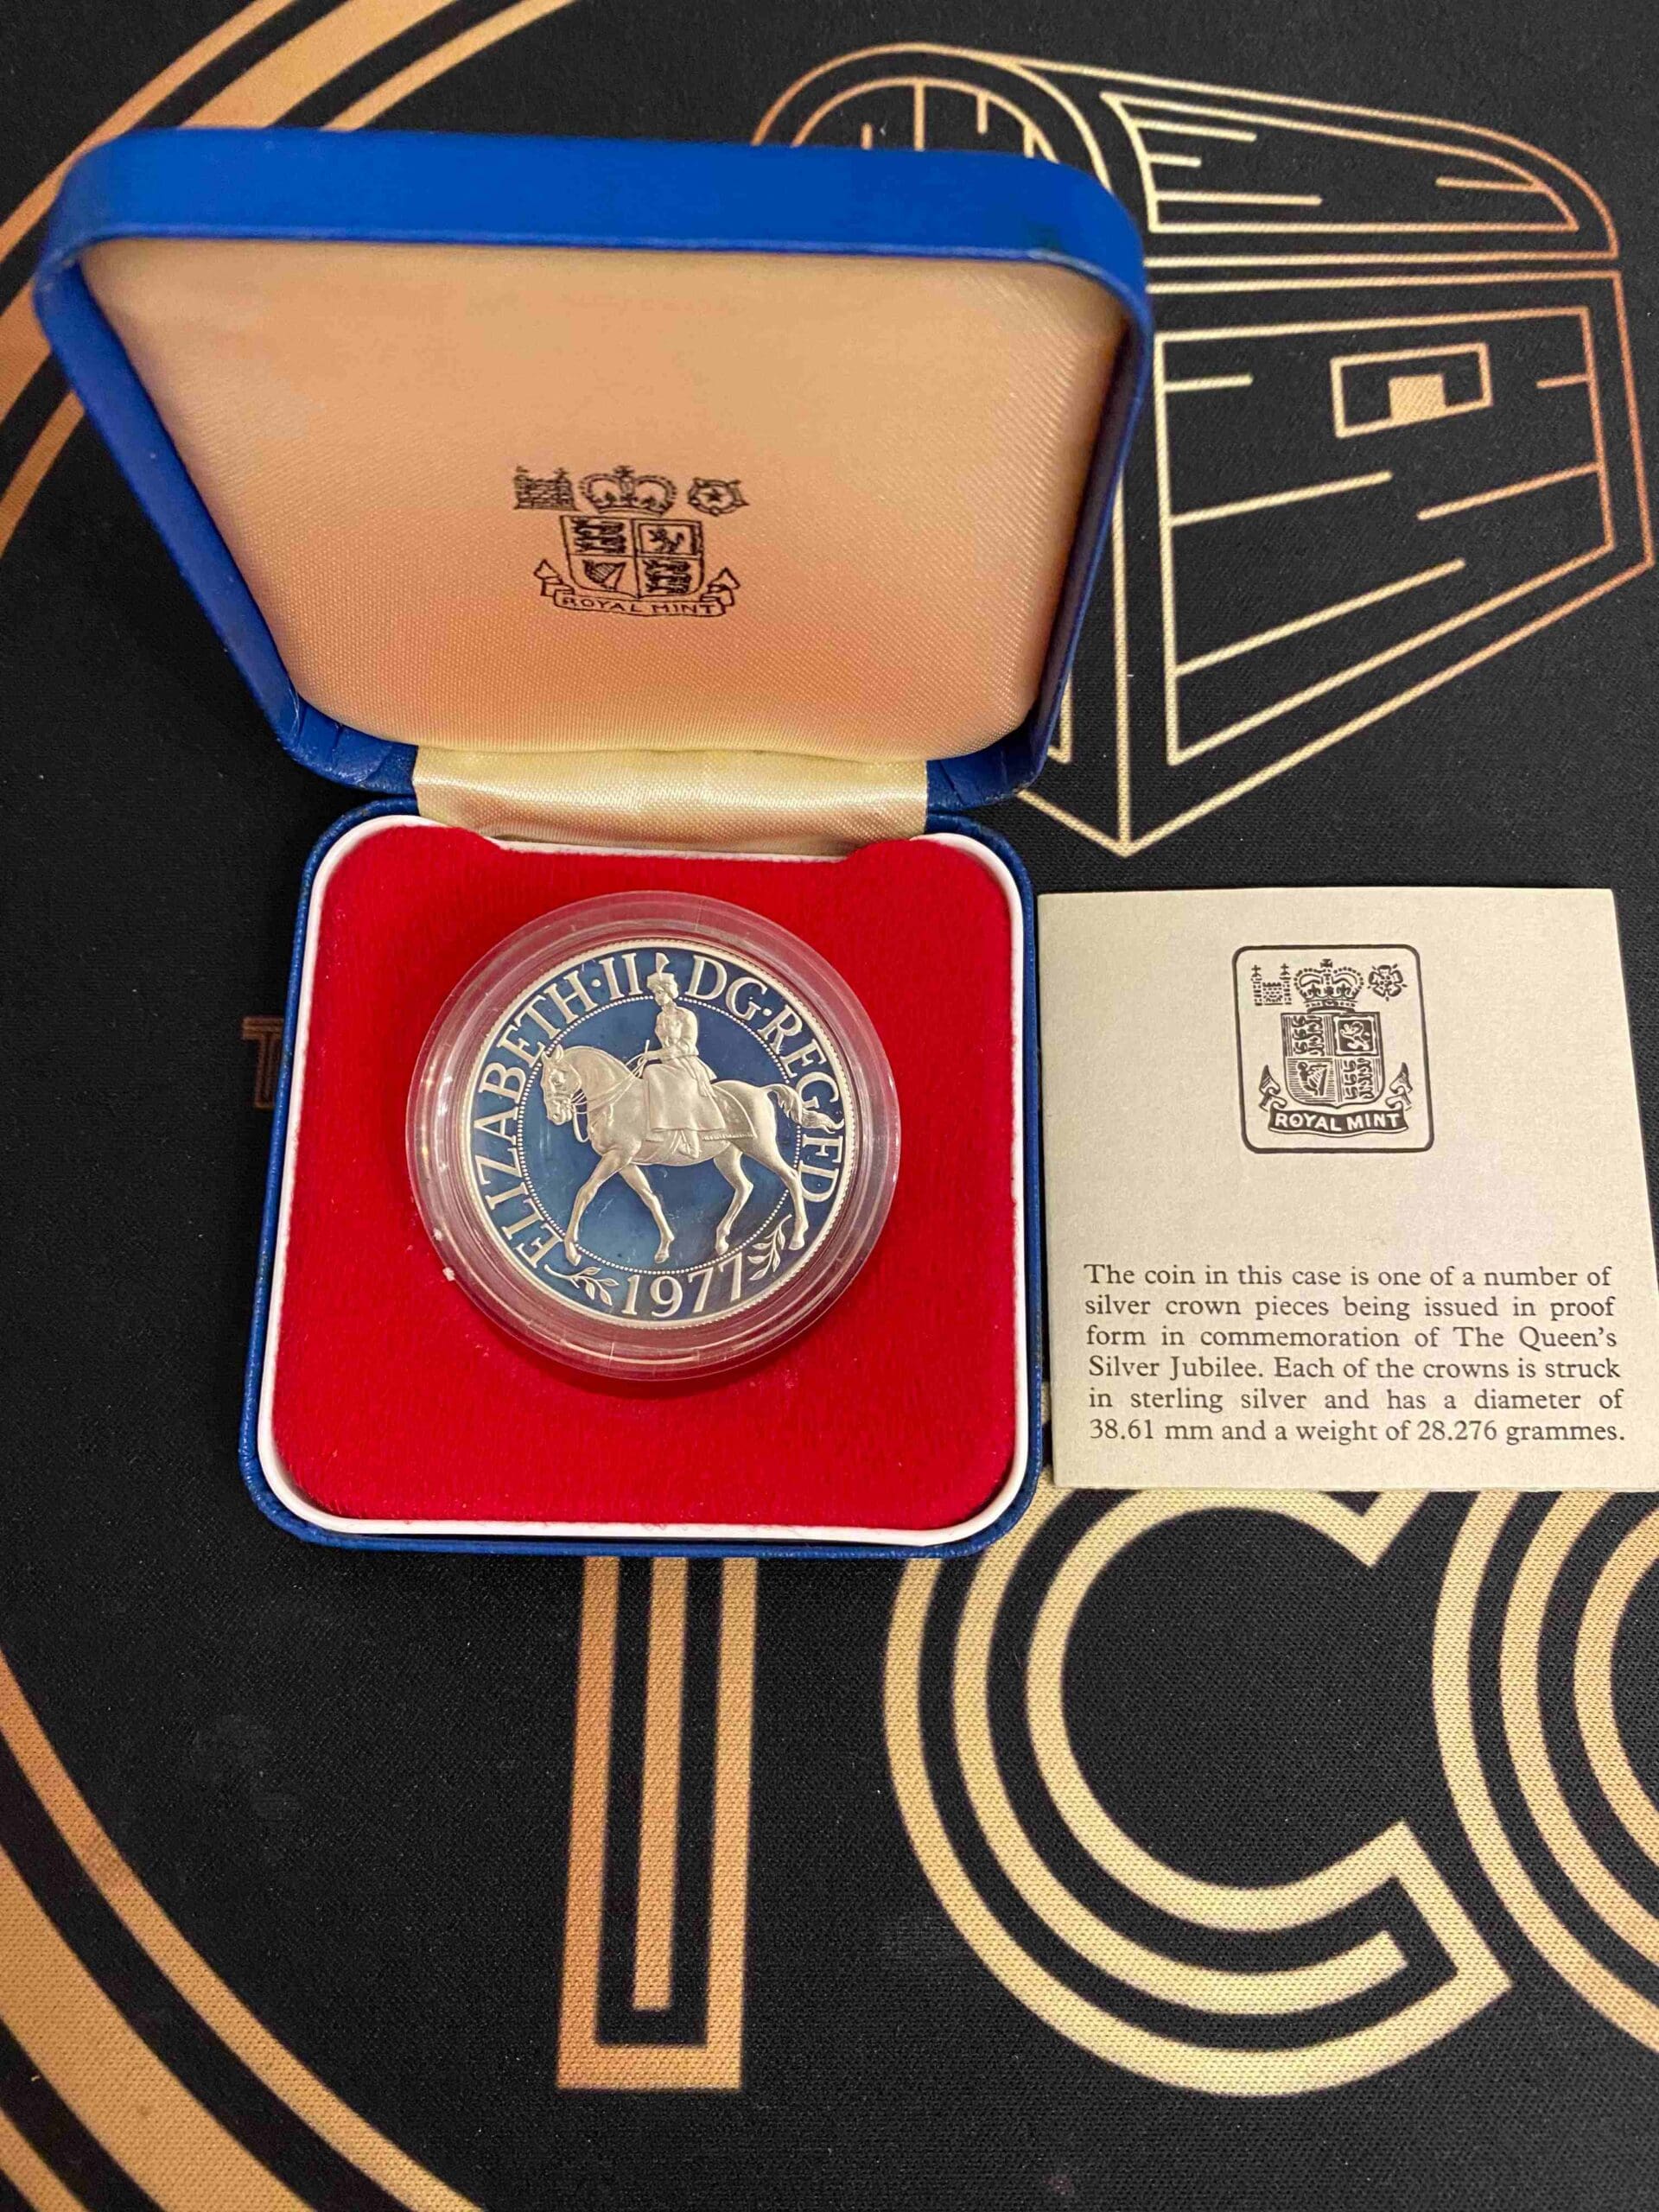 ROYAL MINT
ELIZABETH·II DG·REG·FD
1977
ROYAL MINT
The coin in this case is one of a number of
silver crown pieces being issued in proof
form in commemoration of The Queen's
Silver Jubilee. Each of the crowns is struck
in sterling silver and has a diameter of
38.61 mm and a weight of 28.276 grammes.
T
TC